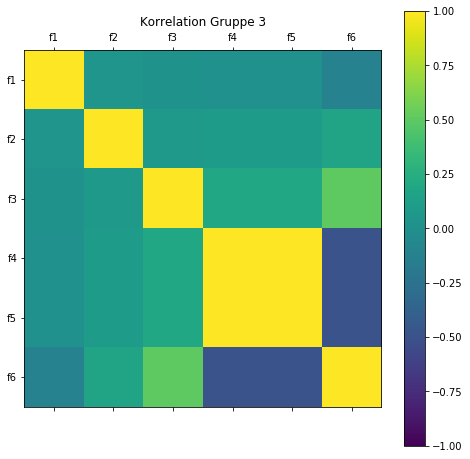 Korrelation Gruppe 3
f1 f2 f3 f4 f5 f6
f1
f2
f3
f4
f5
f6
1.00
0.75
0.50
0.25
0.00
−0.25
−0.50
−0.75
−1.00